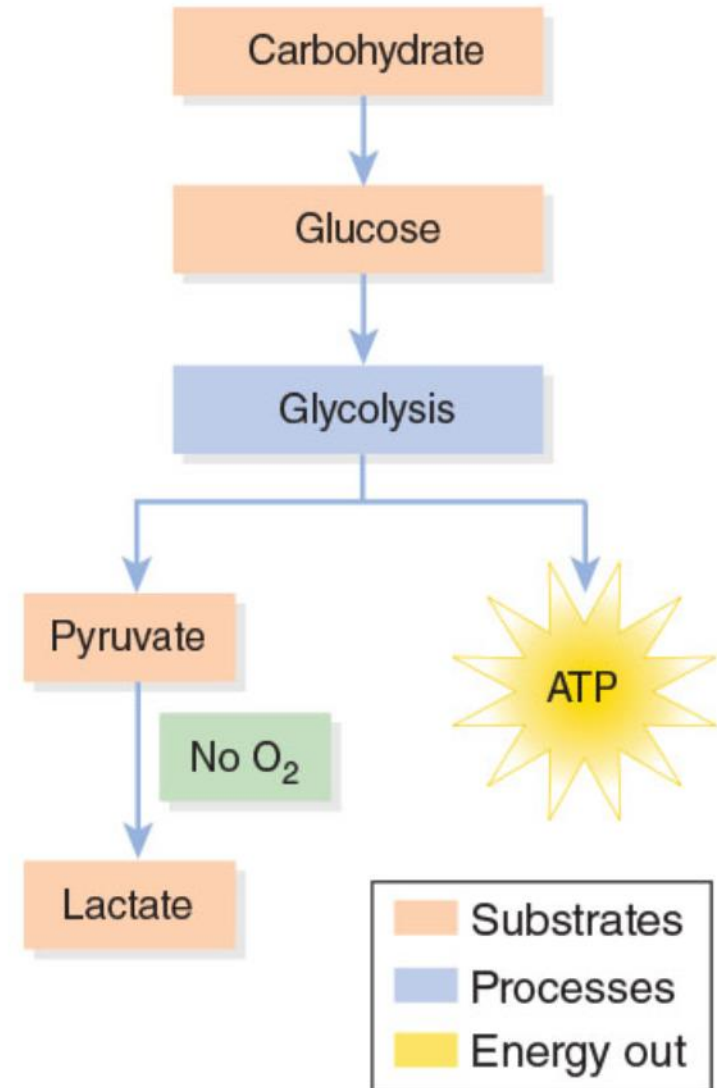 Carbohydrate
Glucose
Glycolysis
Pyruvate
ATP
No O₂
Lactate
Substrates
Processes
Energy out